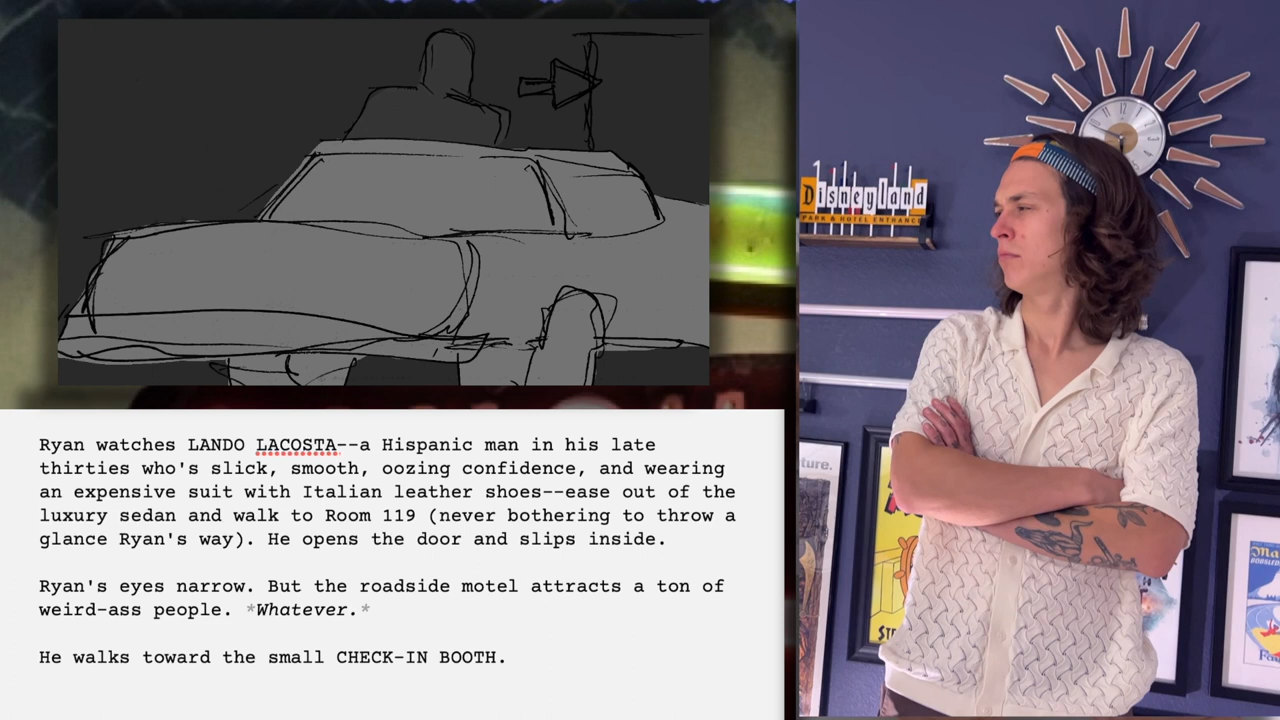 Ryan watches LANDO LACOSTA--a Hispanic man in his late
thirties who's slick, smooth, oozing confidence, and wearing
an expensive suit with Italian leather shoes--ease out of the
luxury sedan and walk to Room 119 (never bothering to throw a
glance Ryan's way). He opens the door and slips inside.
Ryan's eyes narrow. But the roadside motel attracts a ton of
weird-ass people. *Whatever.*
He walks toward the small CHECK-IN BOOTH.
Disneyland
PARK & HOTEL ENTRANCE
ture.